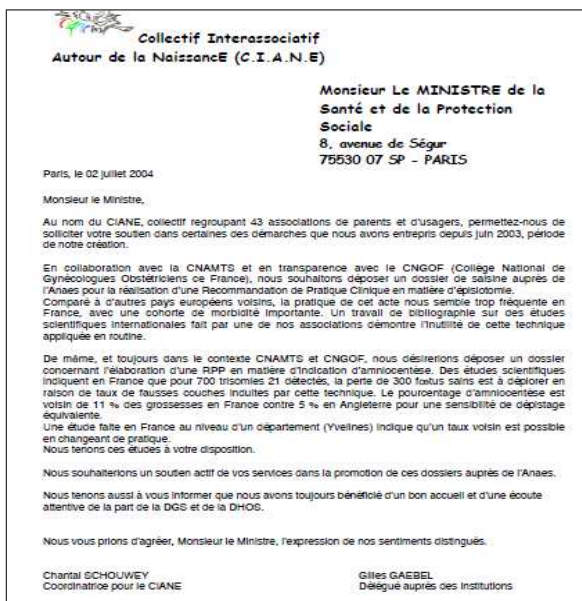 Collectif Interassociatif
Autour de la NaissancE (C.I.A.N.E)
Monsieur Le MINISTRE de la
Santé et de la Protection
Sociale
8, avenue de Ségur
75530 07 SP - PARIS
Paris, le 02 juillet 2004
Monsieur le Ministre,
Au nom du CIANE, collectif regroupant 43 associations de parents et d'usagers, permettez-nous de
solliciter votre soutien dans certaines des démarches que nous avons entrepris depuis juin 2003, période
de notre création.
En collaboration avec la CNAMTS et en transparence avec le CNGOF (Collège National de
Gynécologues Obstétriciens de France), nous souhaitons déposer un dossier de saisine auprès de
l'Anaes pour la réalisation d'une Recommandation de Pratique Clinique en matière d'épisiotomie.
Comparé à d'autres pays européens voisins, la pratique de cet acte nous semble trop fréquente en
France, avec une cohorte de morbidité importante. Un travail de bibliographie sur des études
scientifiques internationales fait par une de nos associations démontre l'inutilité de cette technique
appliquée en routine.
De même, et toujours dans le contexte CNAMTS et CNGOF, nous désirerions déposer un dossier
concernant l'élaboration d'une RPP en matière d'indication d'amniocentèse. Des études scientifiques
indiquent en France que pour 700 trisomies 21 détectés, la perte de 300 fœtus sains est à déplorer en
raison de taux de fausses couches induites par cette technique. Le pourcentage d'amniocentèse est
voisin de 11 % des grossesses en France contre 5 % en Angleterre pour une sensibilité de dépistage
équivalente.
Une étude faite en France au niveau d'un département (Yvelines) indique qu'un taux voisin est possible
en changeant de pratique.
Nous tenons ces études à votre disposition.
Nous souhaiterions un soutien actif de vos services dans la promotion de ces dossiers auprès de l'Anaes.
Nous tenons aussi à vous informer que nous avons toujours bénéficié d'un bon accueil et d'une écoute
attentive de la part de la DGS et de la DHOS.
Nous vous prions d'agréer, Monsieur le Ministre, l'expression de nos sentiments distingués.
Chantal SCHOUWEY
Coordinatrice pour le CIANE
Gilles GAEBEL
Délégué auprès des Institutions